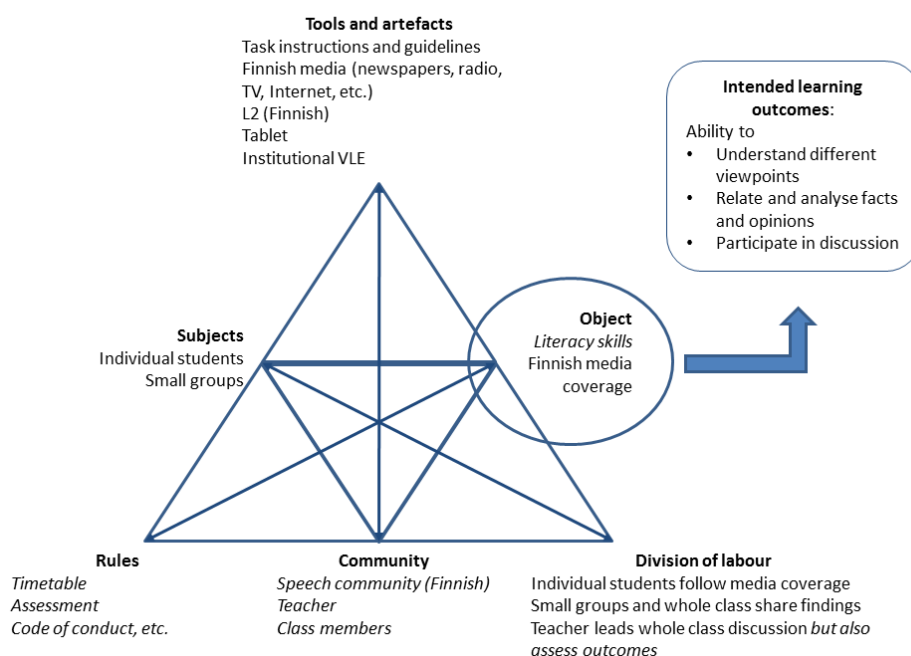 Tools and artefacts
Task instructions and guidelines
Finnish media (newspapers, radio,
TV, Internet, etc.)
L2 (Finnish)
Tablet
Institutional VLE
Intended learning
outcomes:
Ability to
• Understand different
viewpoints
• Relate and analyse facts
and opinions
• Participate in discussion
Subjects
Individual students
Small groups
Object
Literacy skills
Finnish media
coverage
Rules
Timetable
Assessment
Code of conduct, etc.
Community
Speech community (Finnish)
Teacher
Class members
Division of labour
Individual students follow media coverage
Small groups and whole class share findings
Teacher leads whole class discussion but also
assess outcomes